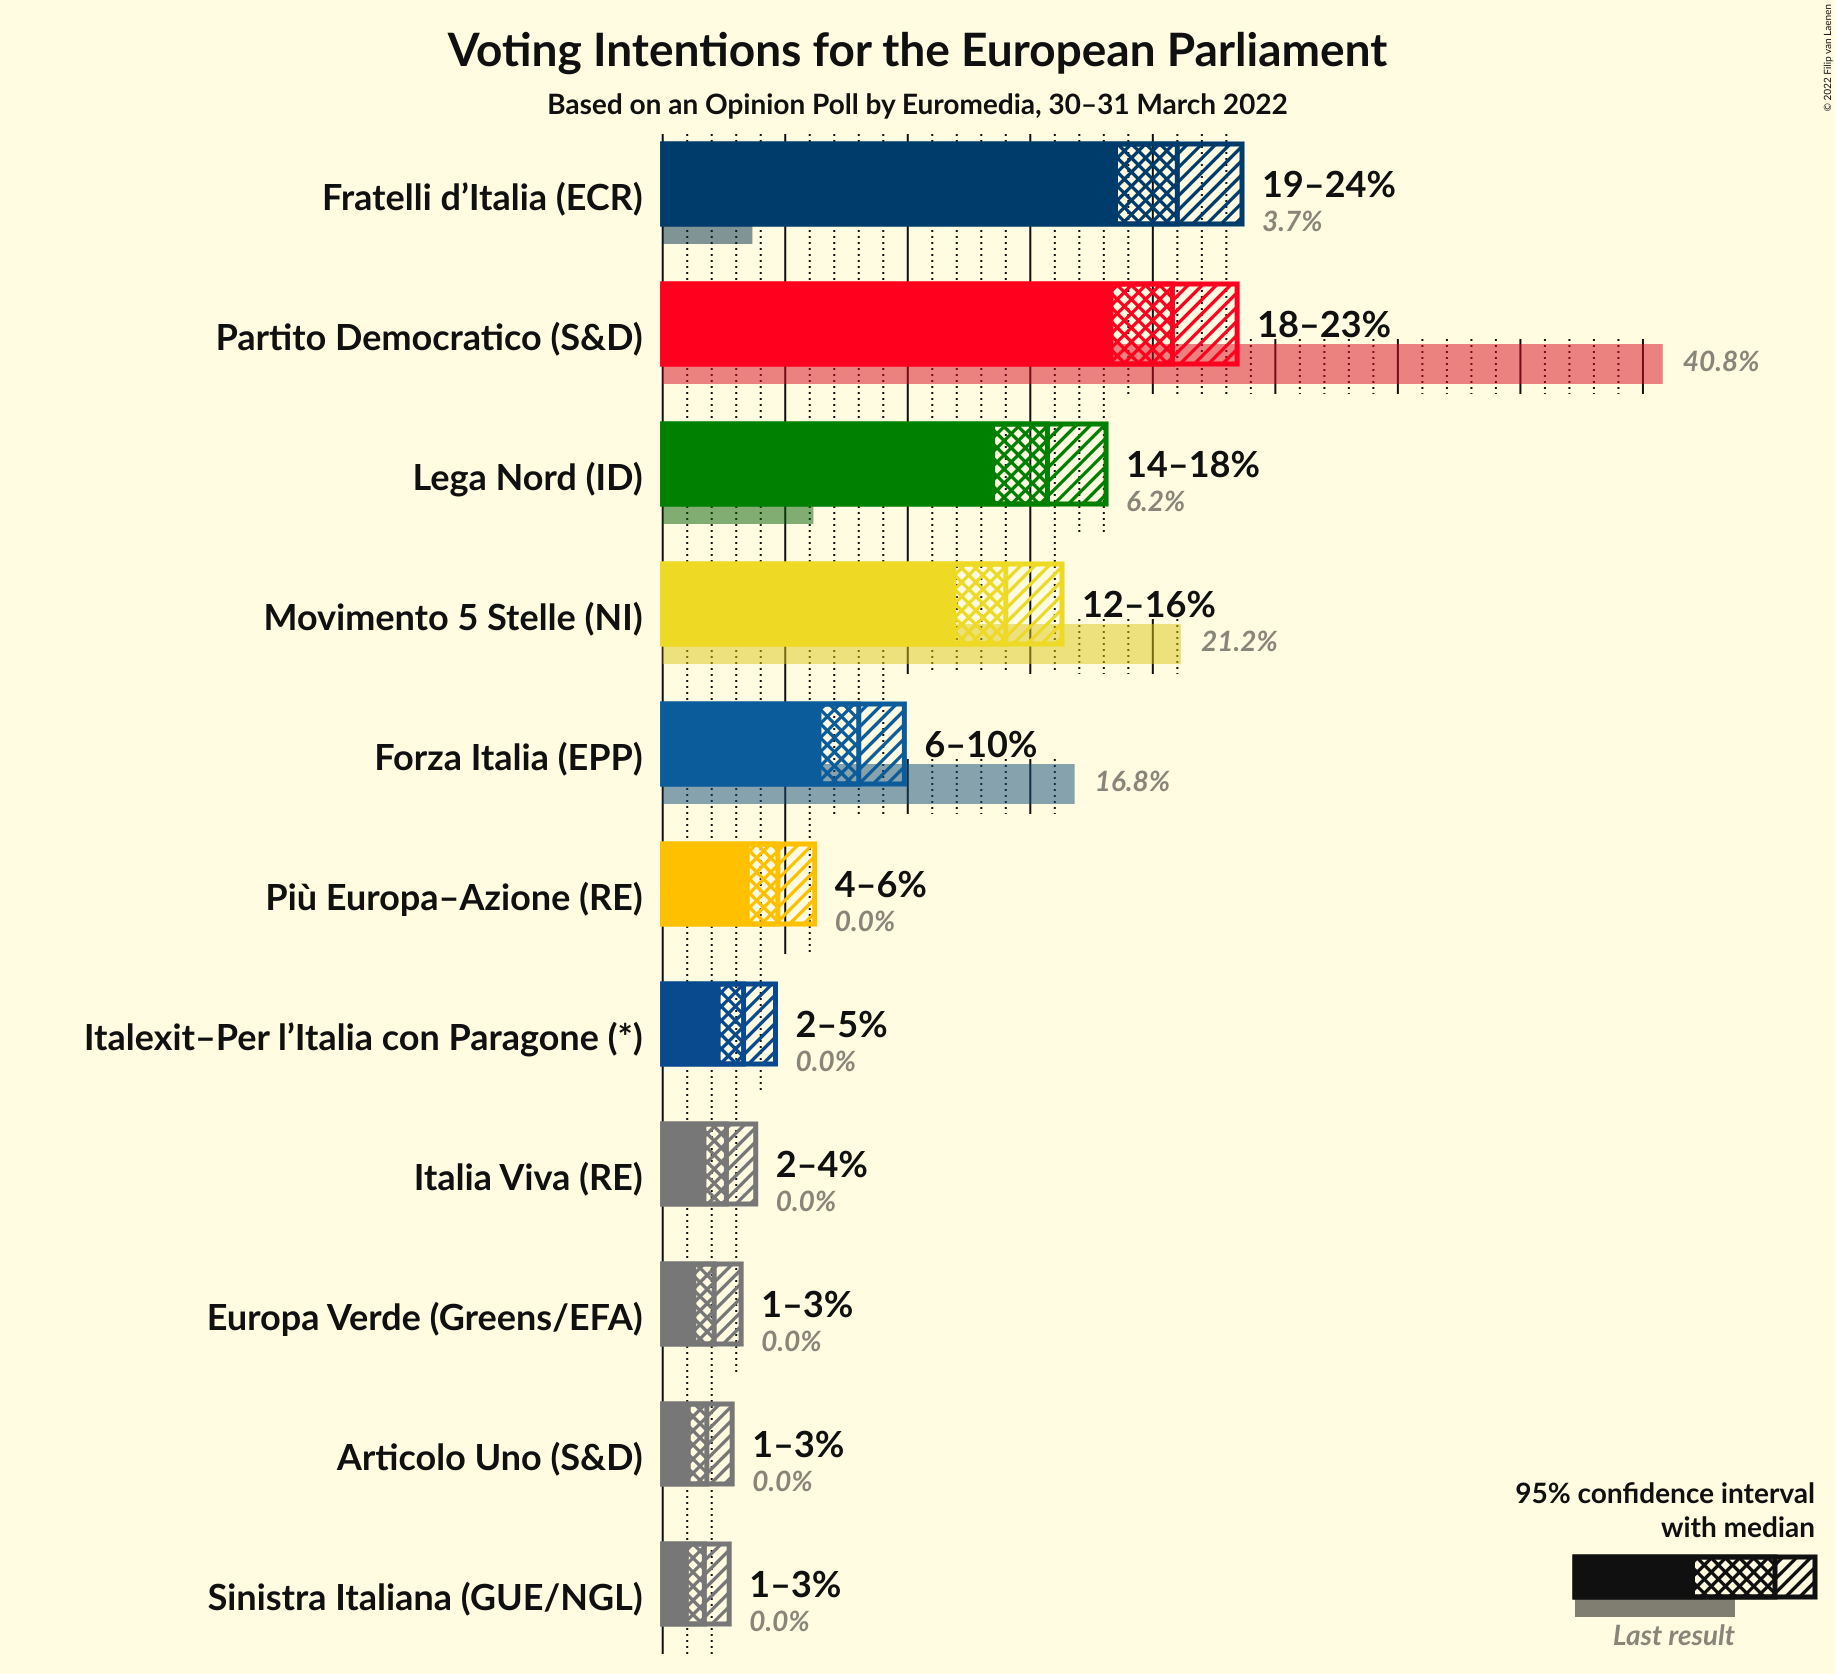 © 2022 Filip van Laenen
Voting Intentions for the European Parliament
Based on an Opinion Poll by Euromedia, 30–31 March 2022
Fratelli d’Italia (ECR)
19–24%
3.7%
Partito Democratico (S&D)
18–23%
40.8%
Lega Nord (ID)
14–18%
6.2%
Movimento 5 Stelle (NI)
12–16%
21.2%
Forza Italia (EPP)
6–10%
16.8%
Più Europa–Azione (RE)
4–6%
0.0%
Italexit–Per l’Italia con Paragone (*)
2–5%
0.0%
Italia Viva (RE)
2–4%
0.0%
Europa Verde (Greens/EFA)
1–3%
0.0%
Articolo Uno (S&D)
1–3%
0.0%
Sinistra Italiana (GUE/NGL)
1–3%
0.0%
95% confidence interval
with median
Last result